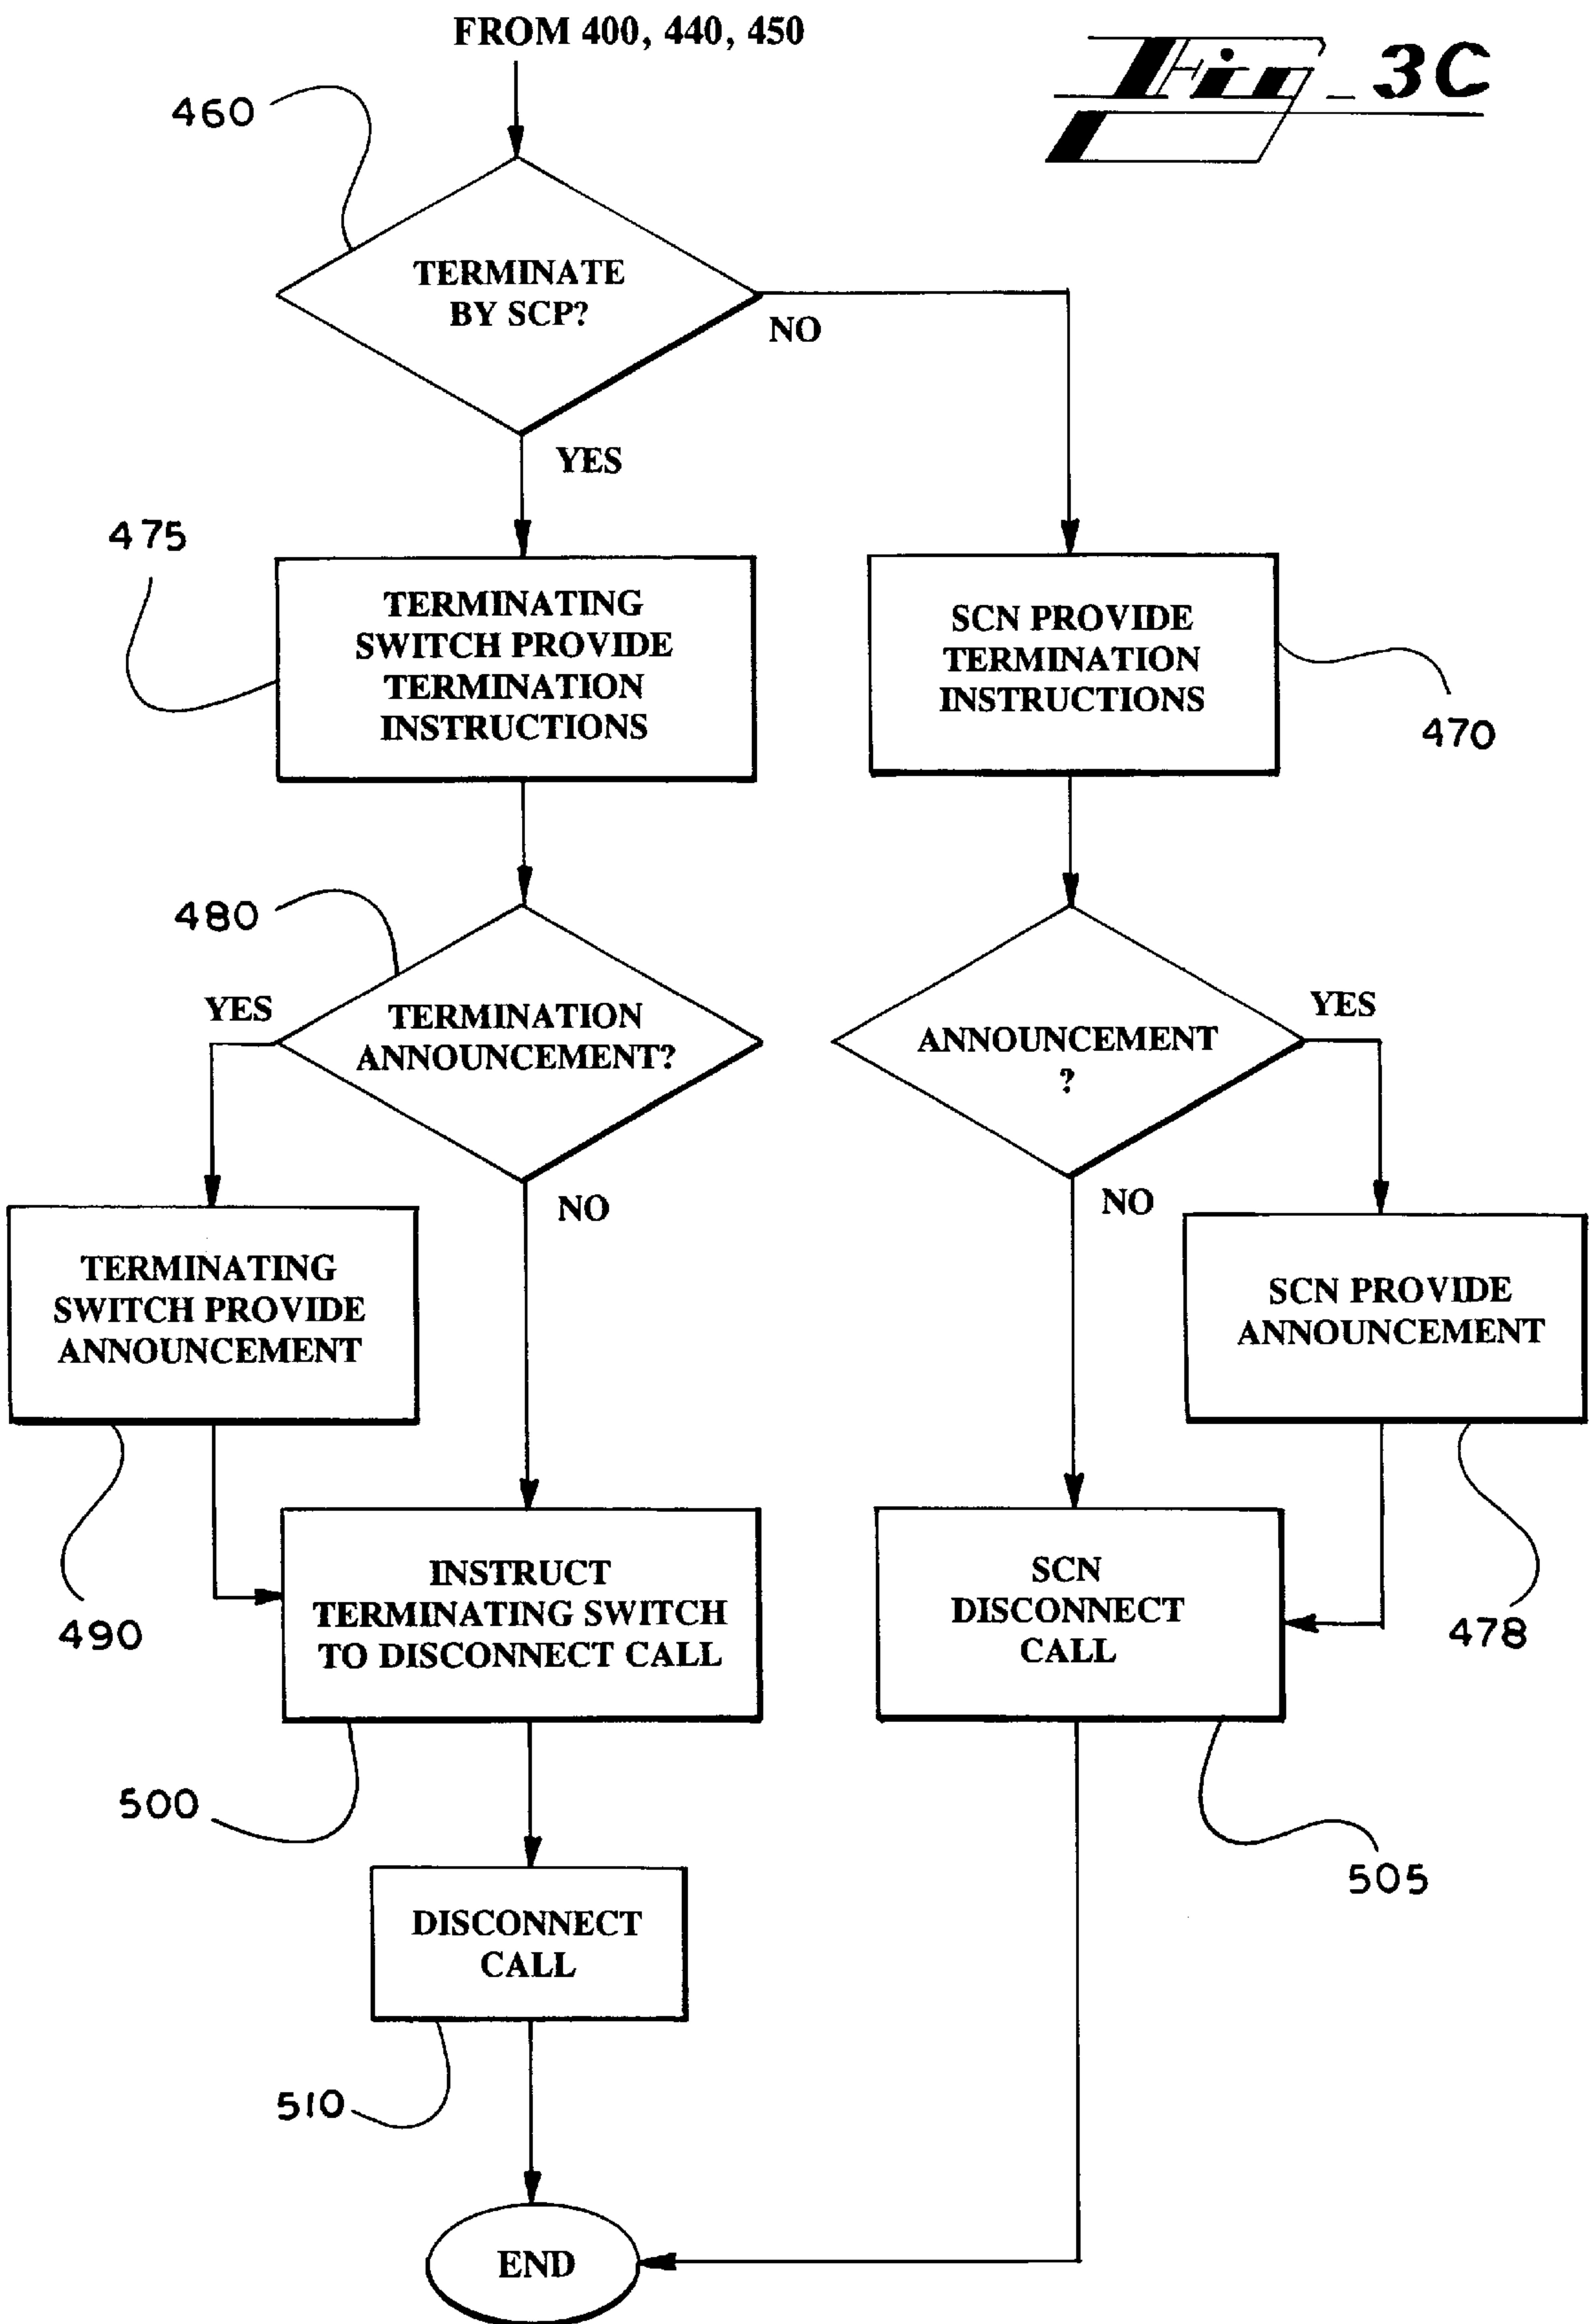 FROM 400, 440, 450
Fig_3C
460
TERMINATE
BY SCP?
NO
YES
475
TERMINATING
SWITCH PROVIDE
TERMINATION
INSTRUCTIONS
SCN PROVIDE
TERMINATION
INSTRUCTIONS
470
480
YES
TERMINATION
ANNOUNCEMENT?
NO
ANNOUNCEMENT
?
YES
NO
TERMINATING
SWITCH PROVIDE
ANNOUNCEMENT
490
SCN PROVIDE
ANNOUNCEMENT
478
INSTRUCT
TERMINATING SWITCH
TO DISCONNECT CALL
500
SCN
DISCONNECT
CALL
505
DISCONNECT
CALL
510
END